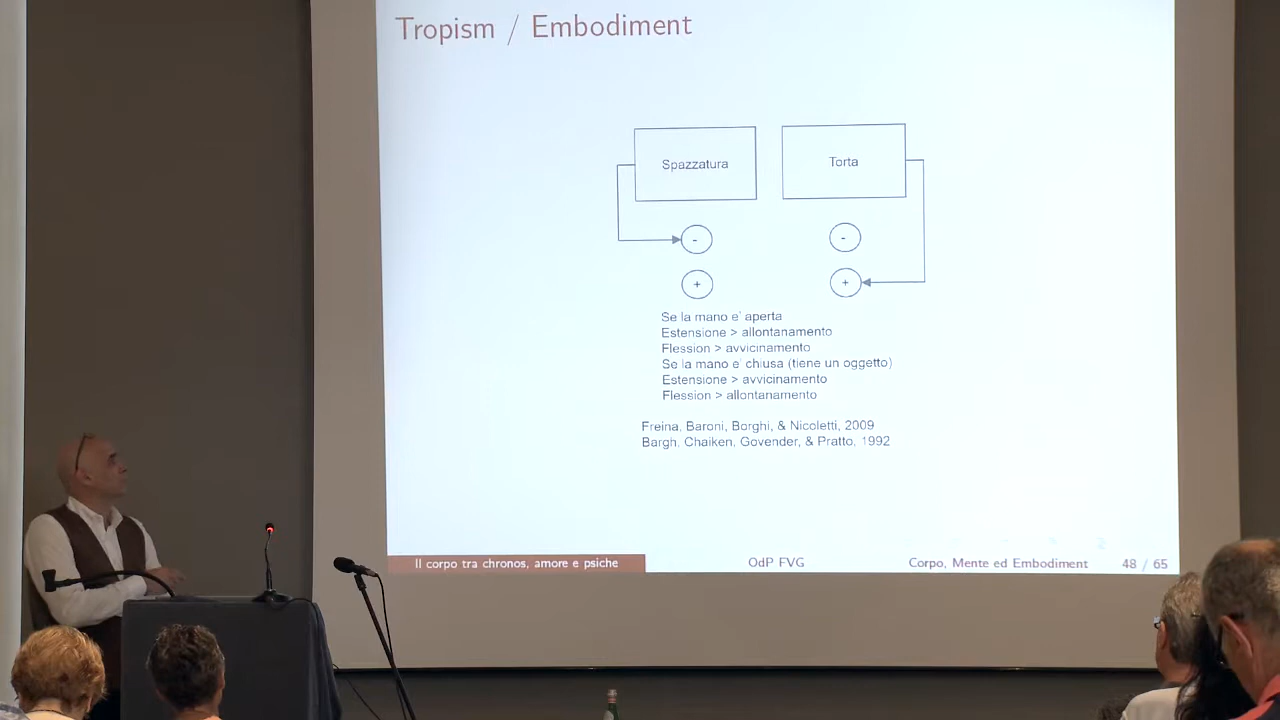 Tropism / Embodiment
Spazzatura
Torta
-
-
+
+
Se la mano e' aperta
Estensione > allontanamento
Flession > avvicinamento
Se la mano e' chiusa (tiene un oggetto)
Estensione > avvicinamento
Flession > allontanamento
Freina, Baroni, Borghi, & Nicoletti, 2009
Bargh, Chaiken, Govender, & Pratto, 1992
Il corpo tra chronos, amore e psiche
OdP FVG
Corpo, Mente ed Embodiment
48 / 65